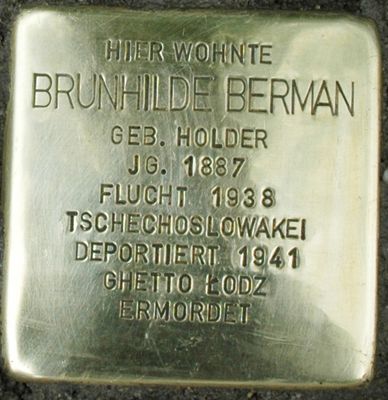 HIER WOHNTE
BRUNHILDE BERMAN
GEB. HOLDER
JG. 1887
FLUCHT 1938
TSCHECHOSLOWAKEI
DEPORTIERT 1941
GHETTO ŁODZ
ERMORDET